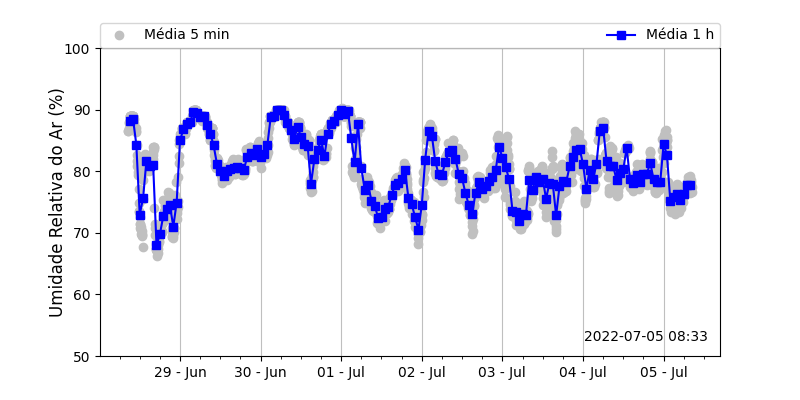 Média 5 min
Média 1 h
Umidade Relativa do Ar (%)
100
90
80
70
60
50
2022-07-05 08:33
29 - Jun
30 - Jun
01 - Jul
02 - Jul
03 - Jul
04 - Jul
05 - Jul